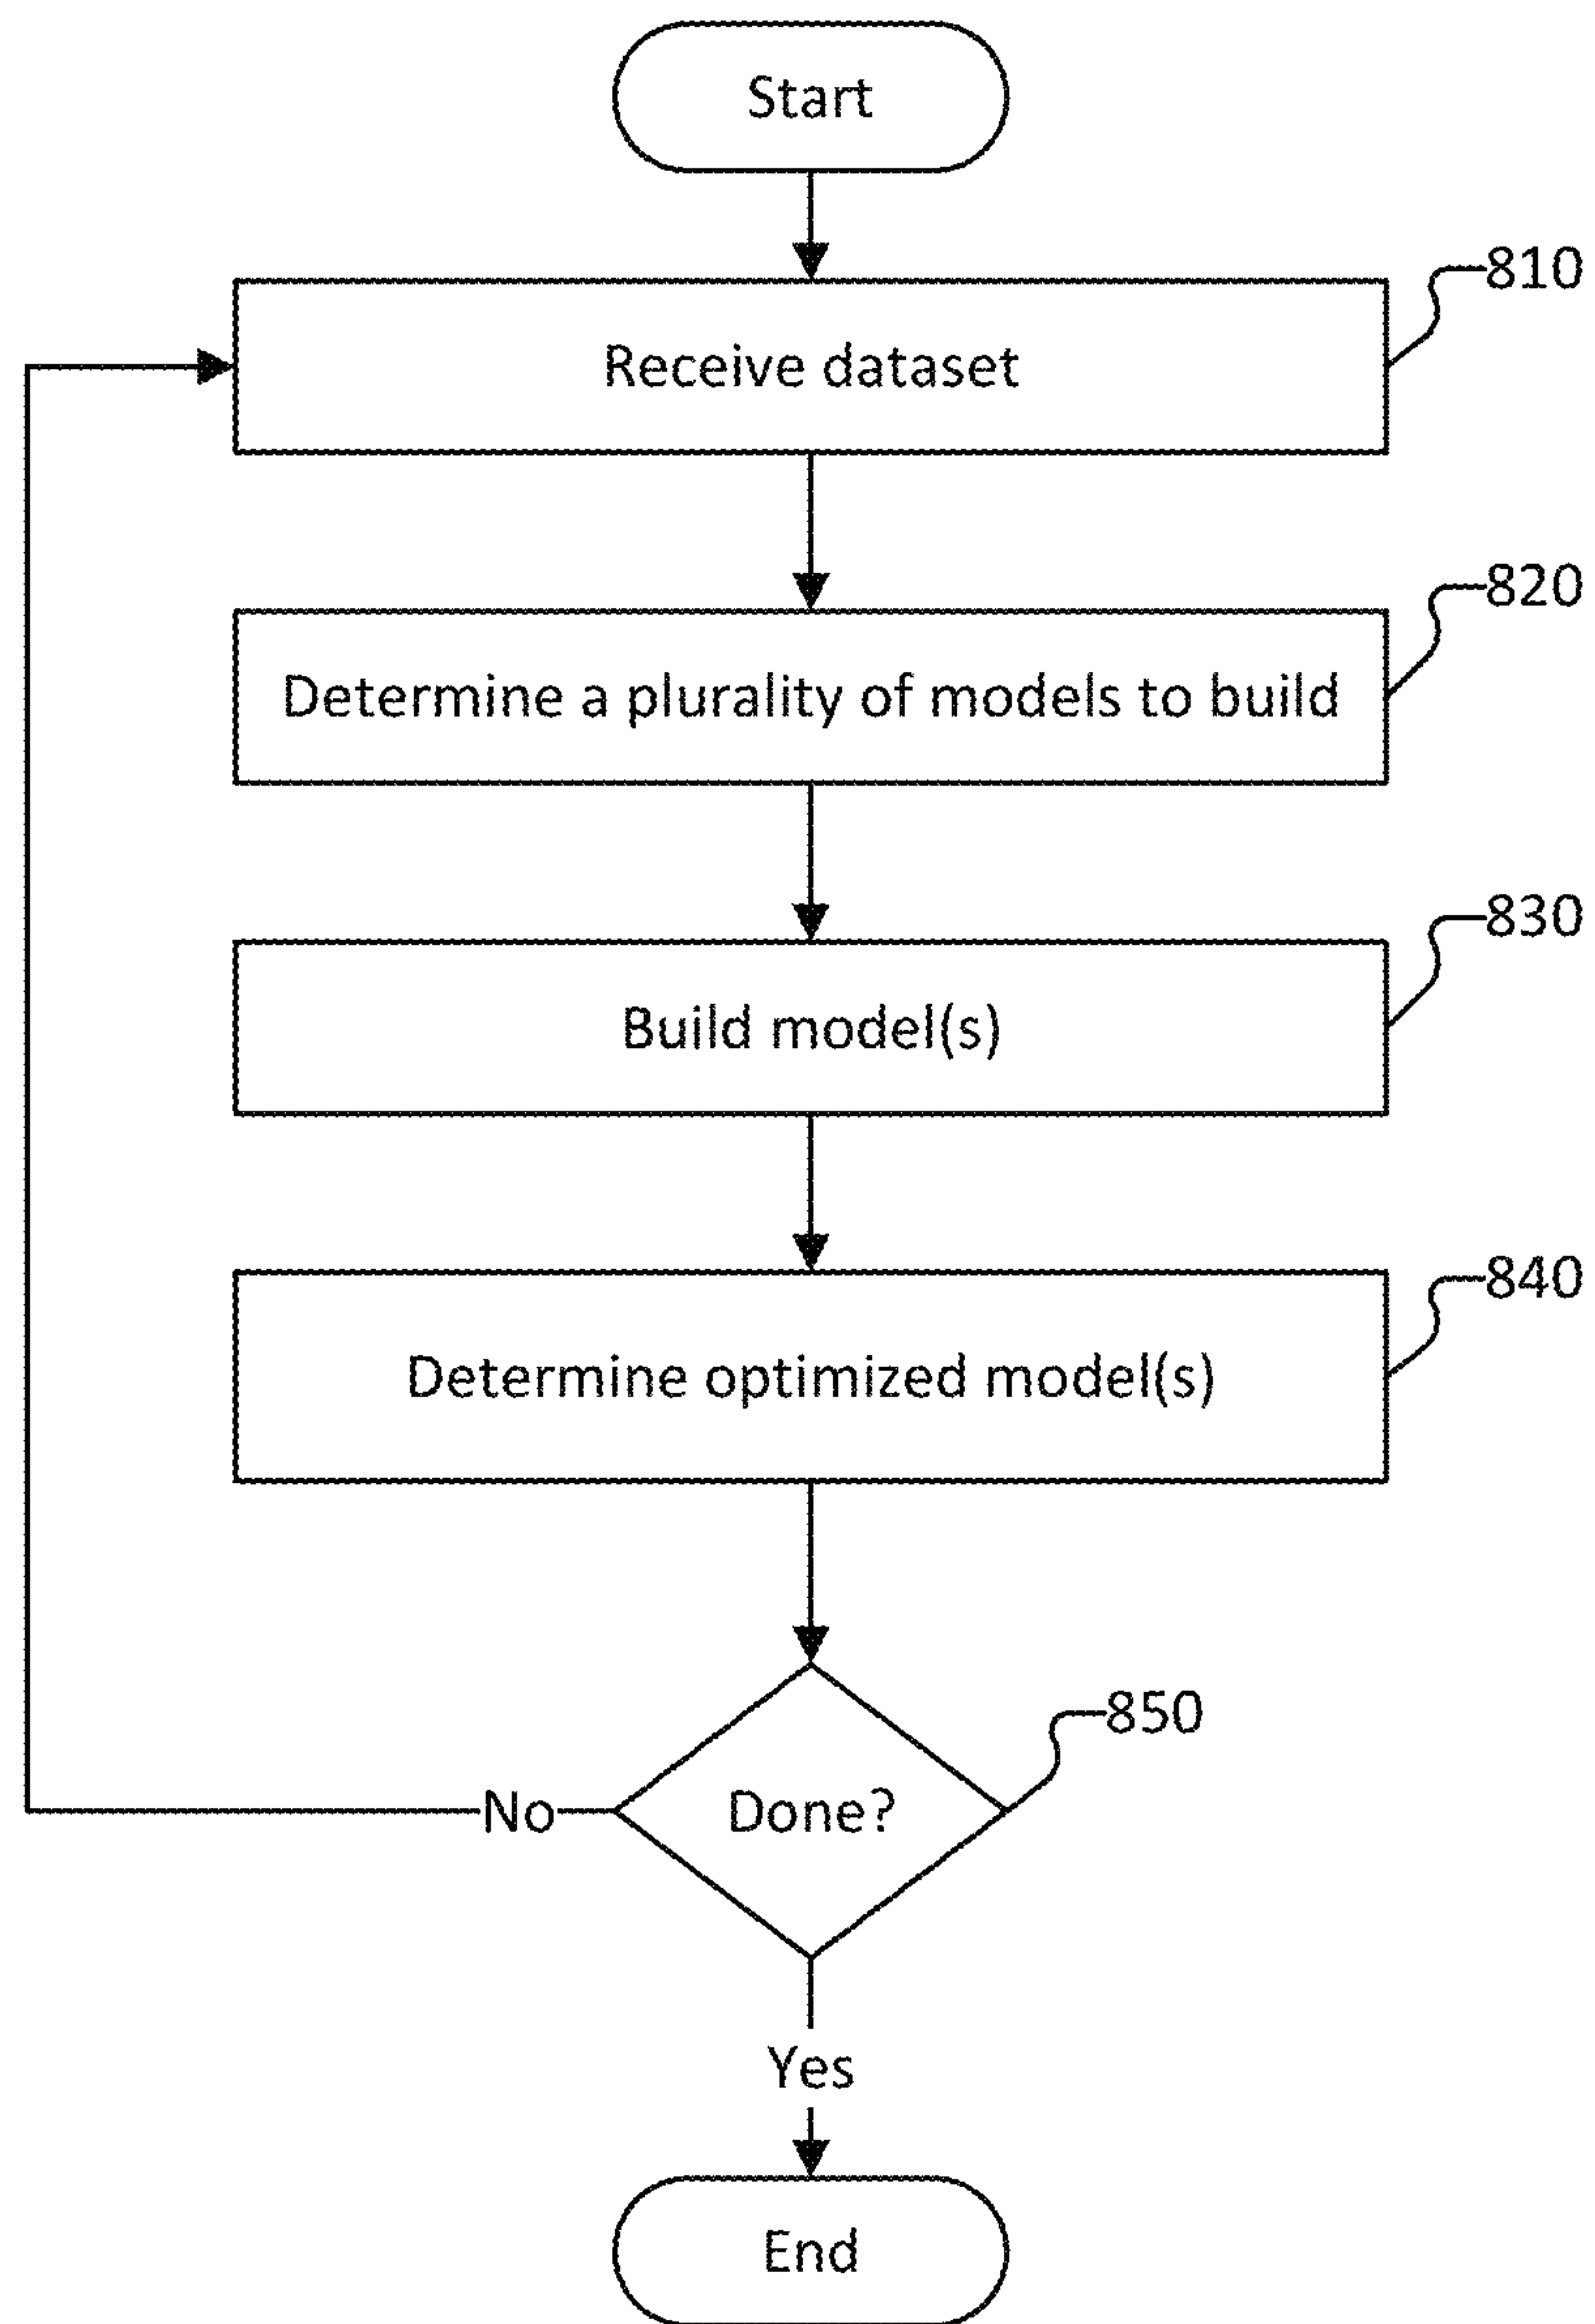 Start
810
Receive dataset
820
Determine a plurality of models to build
830
Build model(s)
840
Determine optimized model(s)
850
Done?
No
Yes
End